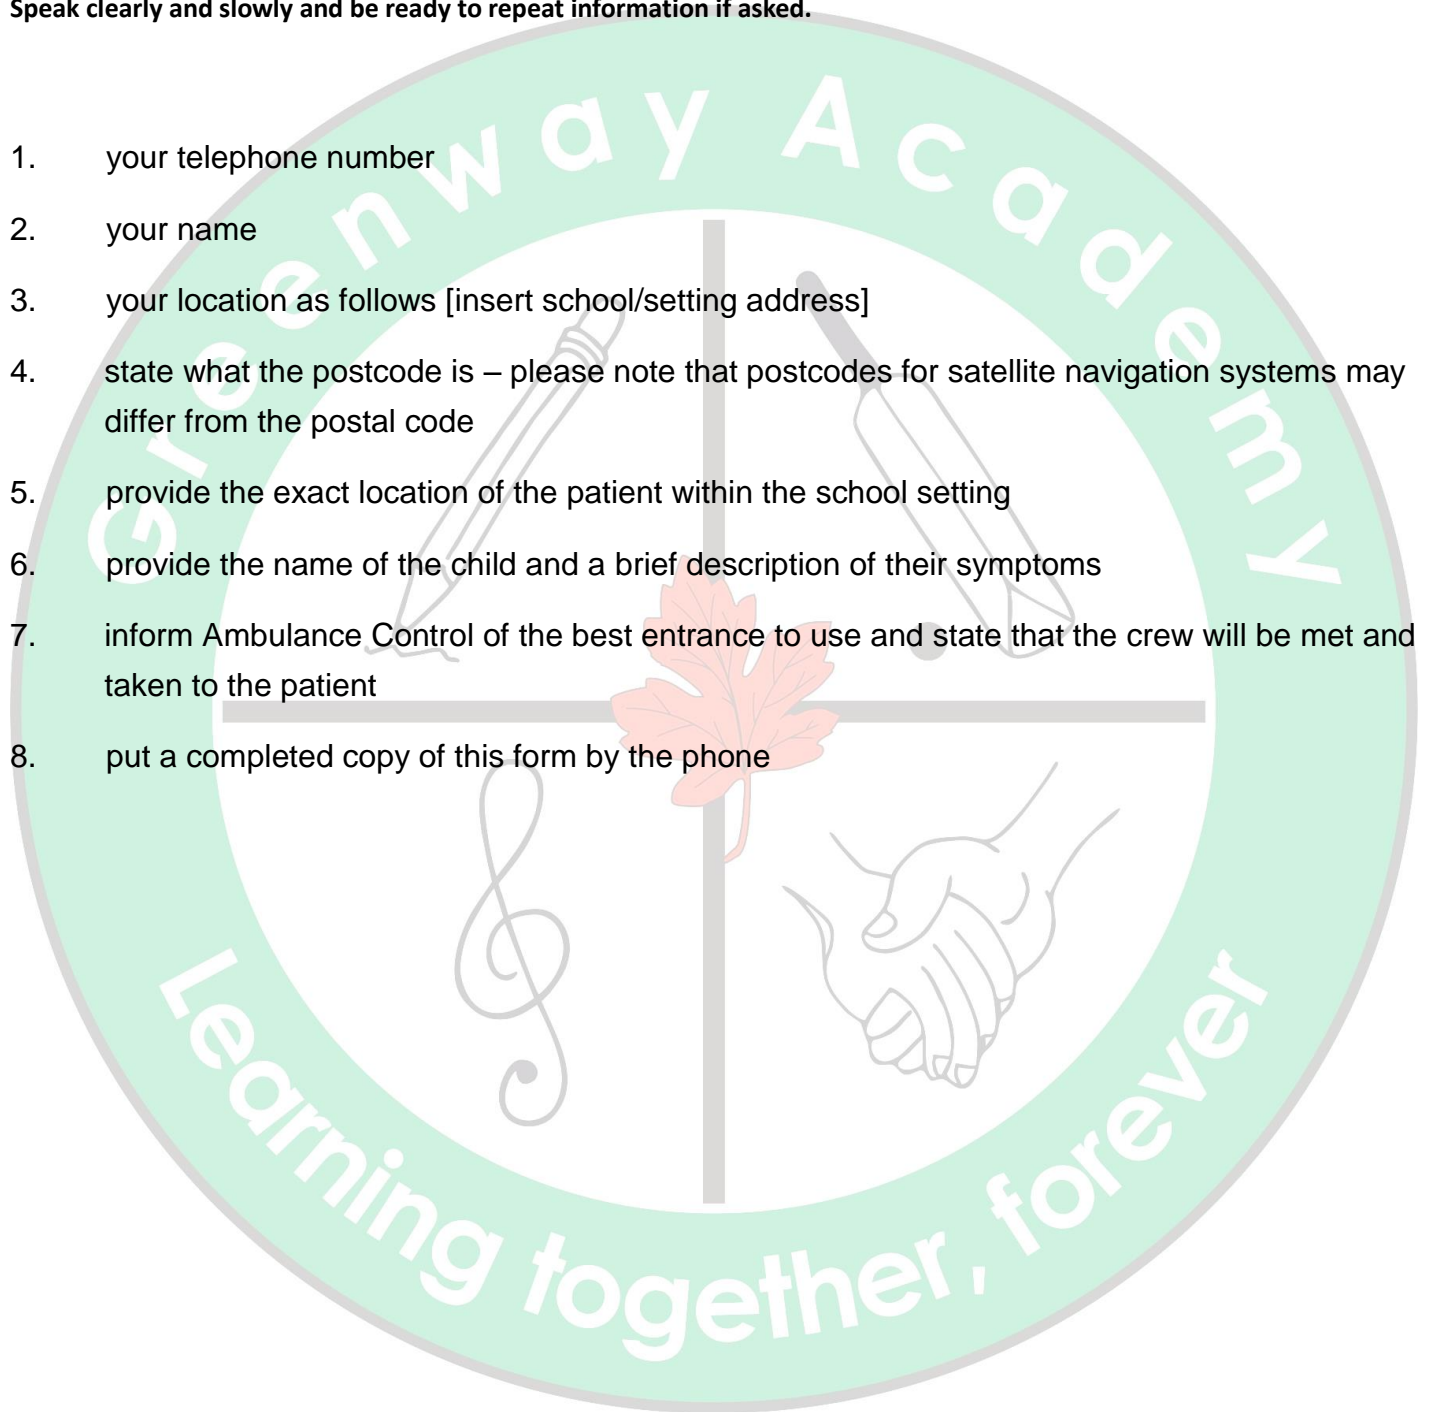 Speak clearly and slowly and be ready to repeat information if asked.
Greenway Academy
1. your telephone number
2. your name
3. your location as follows [insert school/setting address]
4. state what the postcode is – please note that postcodes for satellite navigation systems may
differ from the postal code
5. provide the exact location of the patient within the school setting
6. provide the name of the child and a brief description of their symptoms
7. inform Ambulance Control of the best entrance to use and state that the crew will be met and
taken to the patient
8. put a completed copy of this form by the phone
Learning together, forever